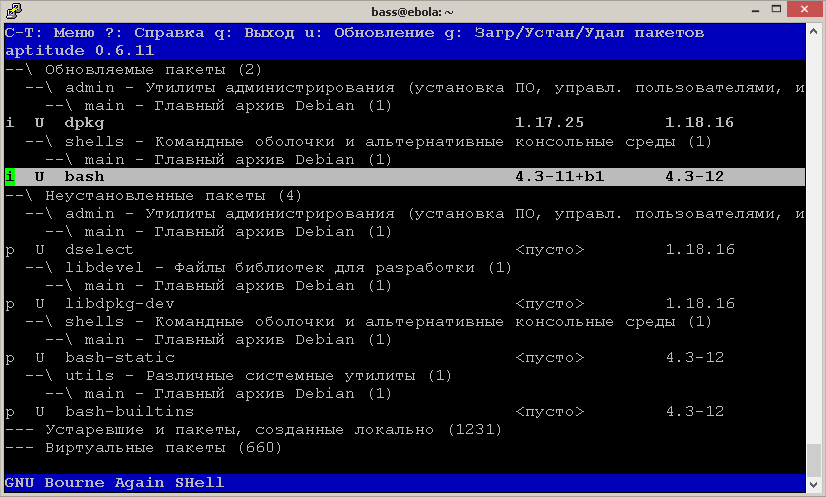 bass@ebola: ~
C-T: Меню ?: Справка q: Выход u: Обновление g: Загр/Устан/Удал пакетов
aptitude 0.6.11
--\ Обновляемые пакеты (2)
--\ admin - Утилиты администрирования (установка ПО, управл. пользователями, и
--\ main - Главный архив Debian (1)
i U dpkg 1.17.25 1.18.16
--\ shells - Командные оболочки и альтернативные консольные среды (1)
--\ main - Главный архив Debian (1)
i U bash 4.3-11+b1 4.3-12
--\ Неустановленные пакеты (4)
--\ admin - Утилиты администрирования (установка ПО, управл. пользователями, и
--\ main - Главный архив Debian (1)
p U dselect <пусто> 1.18.16
--\ libdevel - Файлы библиотек для разработки (1)
--\ main - Главный архив Debian (1)
p U libdpkg-dev <пусто> 1.18.16
--\ shells - Командные оболочки и альтернативные консольные среды (1)
--\ main - Главный архив Debian (1)
p U bash-static <пусто> 4.3-12
--\ utils - Различные системные утилиты (1)
--\ main - Главный архив Debian (1)
p U bash-builtins <пусто> 4.3-12
--- Устаревшие и пакеты, созданные локально (1231)
--- Виртуальные пакеты (660)
GNU Bourne Again SHell